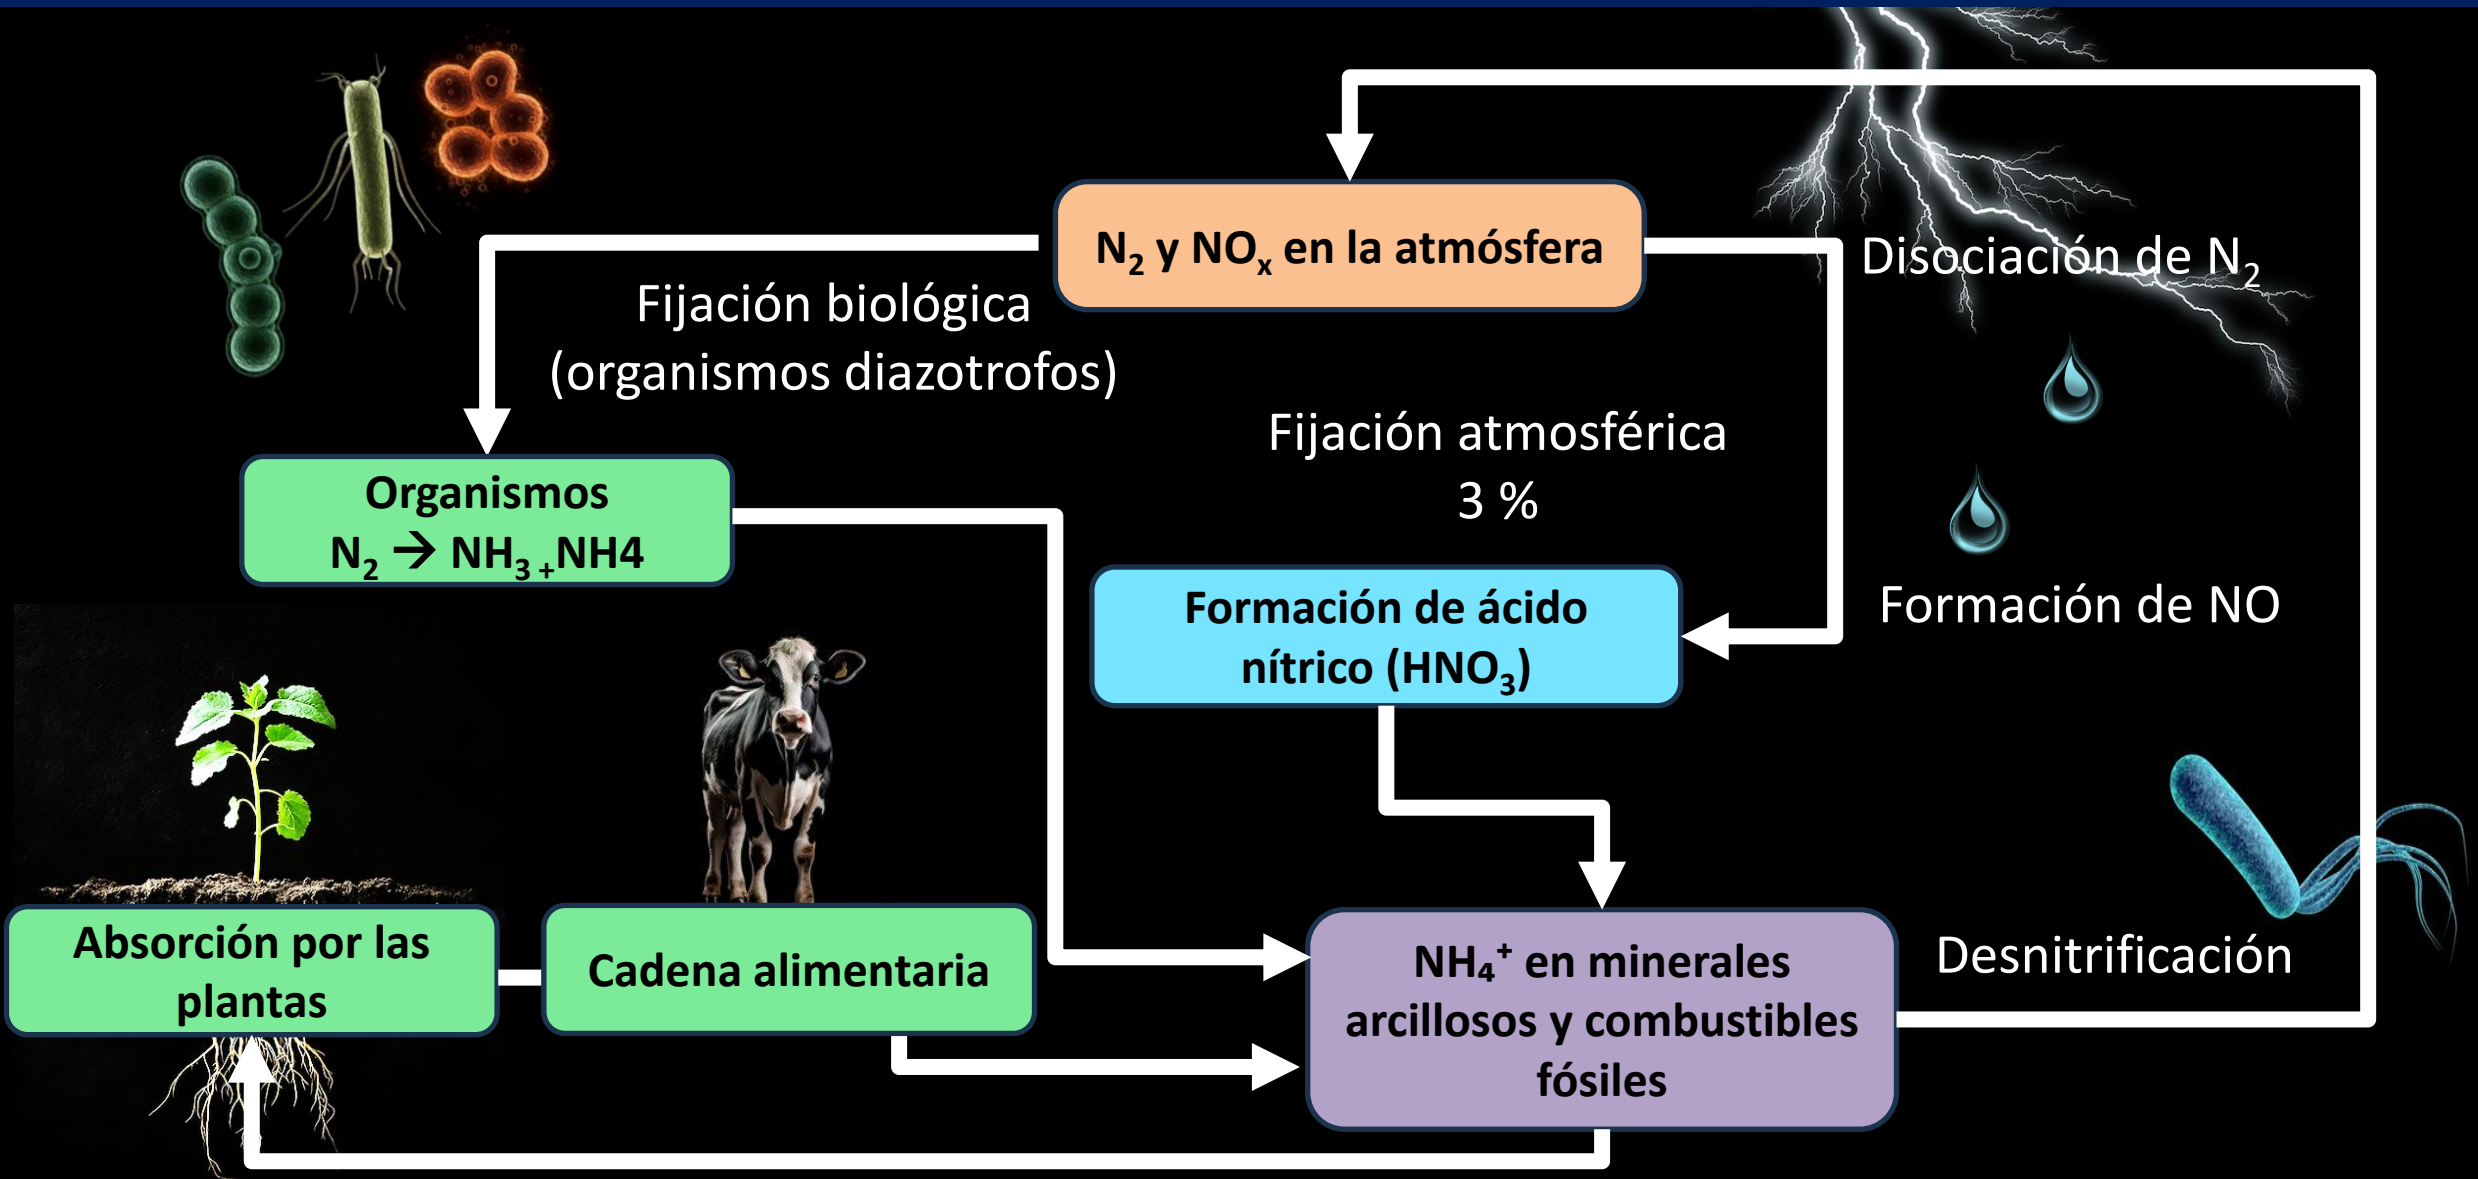 N₂ y NOₓ en la atmósfera
Disociación de N₂
Fijación biológica
(organismos diazotrofos)
Fijación atmosférica
3 %
Organismos
N₂ → NH₃ ₊NH4
Formación de ácido
nítrico (HNO₃)
Formación de NO
Absorción por las
plantas
Cadena alimentaria
NH₄⁺ en minerales
arcillosos y combustibles
fósiles
Desnitrificación